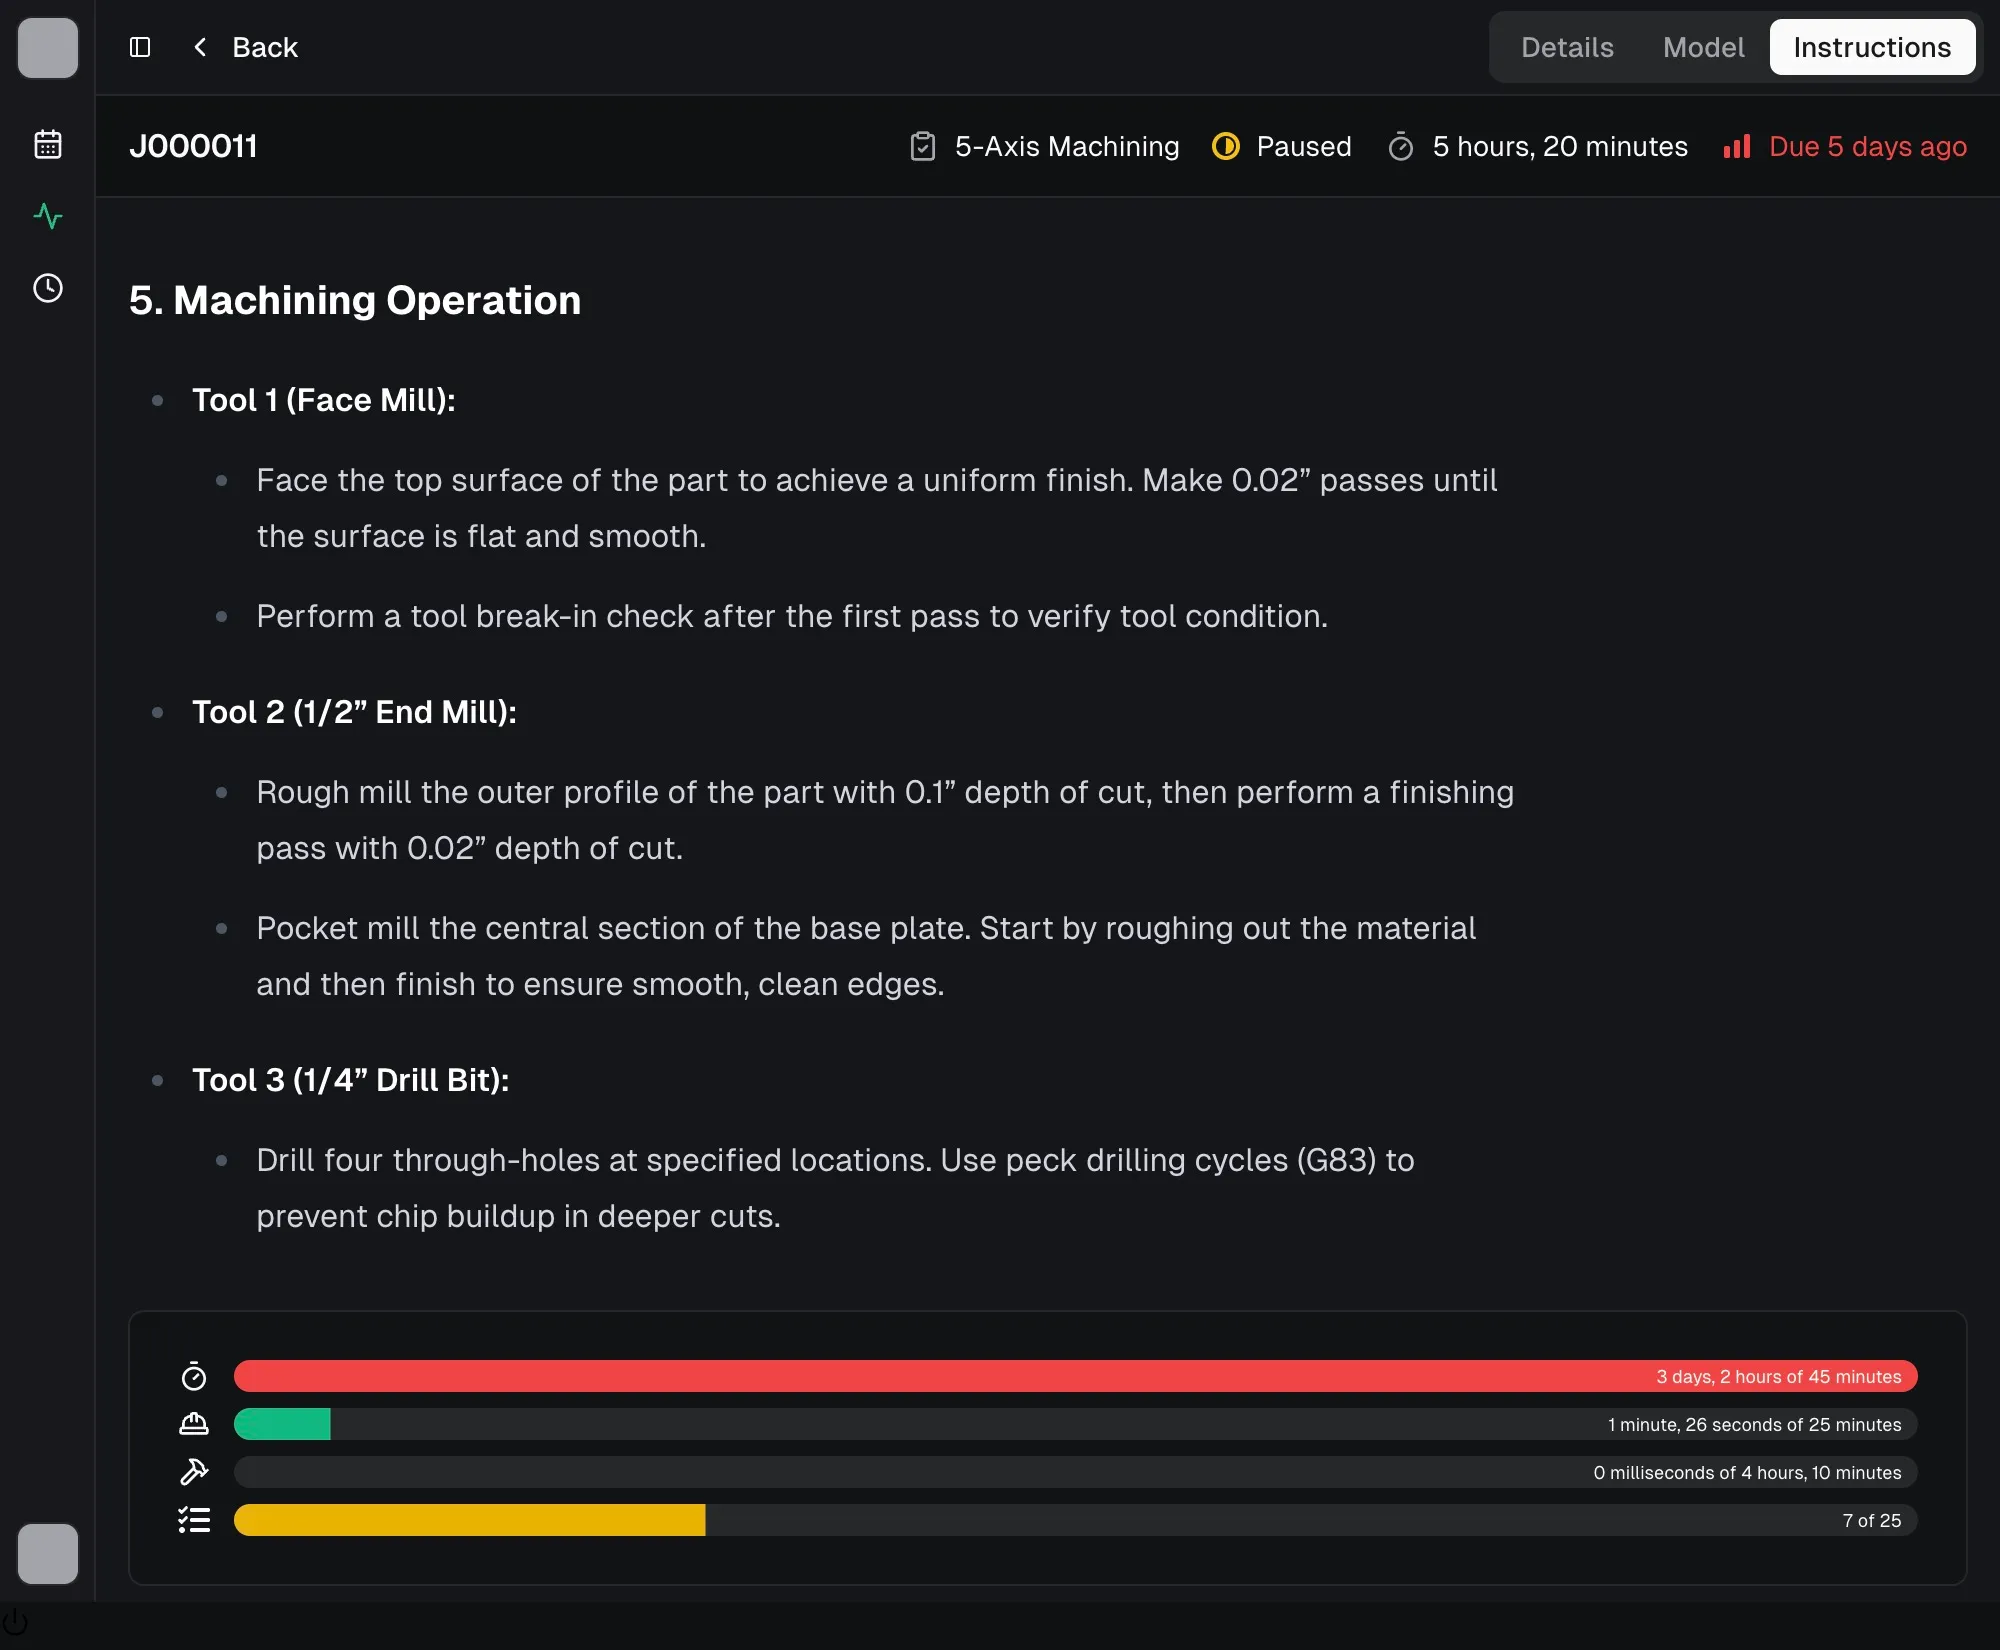 Back
Details
Model
Instructions
J000011
5-Axis Machining
Paused
5 hours, 20 minutes
Due 5 days ago
5. Machining Operation
Tool 1 (Face Mill):
Face the top surface of the part to achieve a uniform finish. Make 0.02” passes until
the surface is flat and smooth.
Perform a tool break-in check after the first pass to verify tool condition.
Tool 2 (1/2” End Mill):
Rough mill the outer profile of the part with 0.1” depth of cut, then perform a finishing
pass with 0.02” depth of cut.
Pocket mill the central section of the base plate. Start by roughing out the material
and then finish to ensure smooth, clean edges.
Tool 3 (1/4” Drill Bit):
Drill four through-holes at specified locations. Use peck drilling cycles (G83) to
prevent chip buildup in deeper cuts.
3 days, 2 hours of 45 minutes
1 minute, 26 seconds of 25 minutes
0 milliseconds of 4 hours, 10 minutes
7 of 25